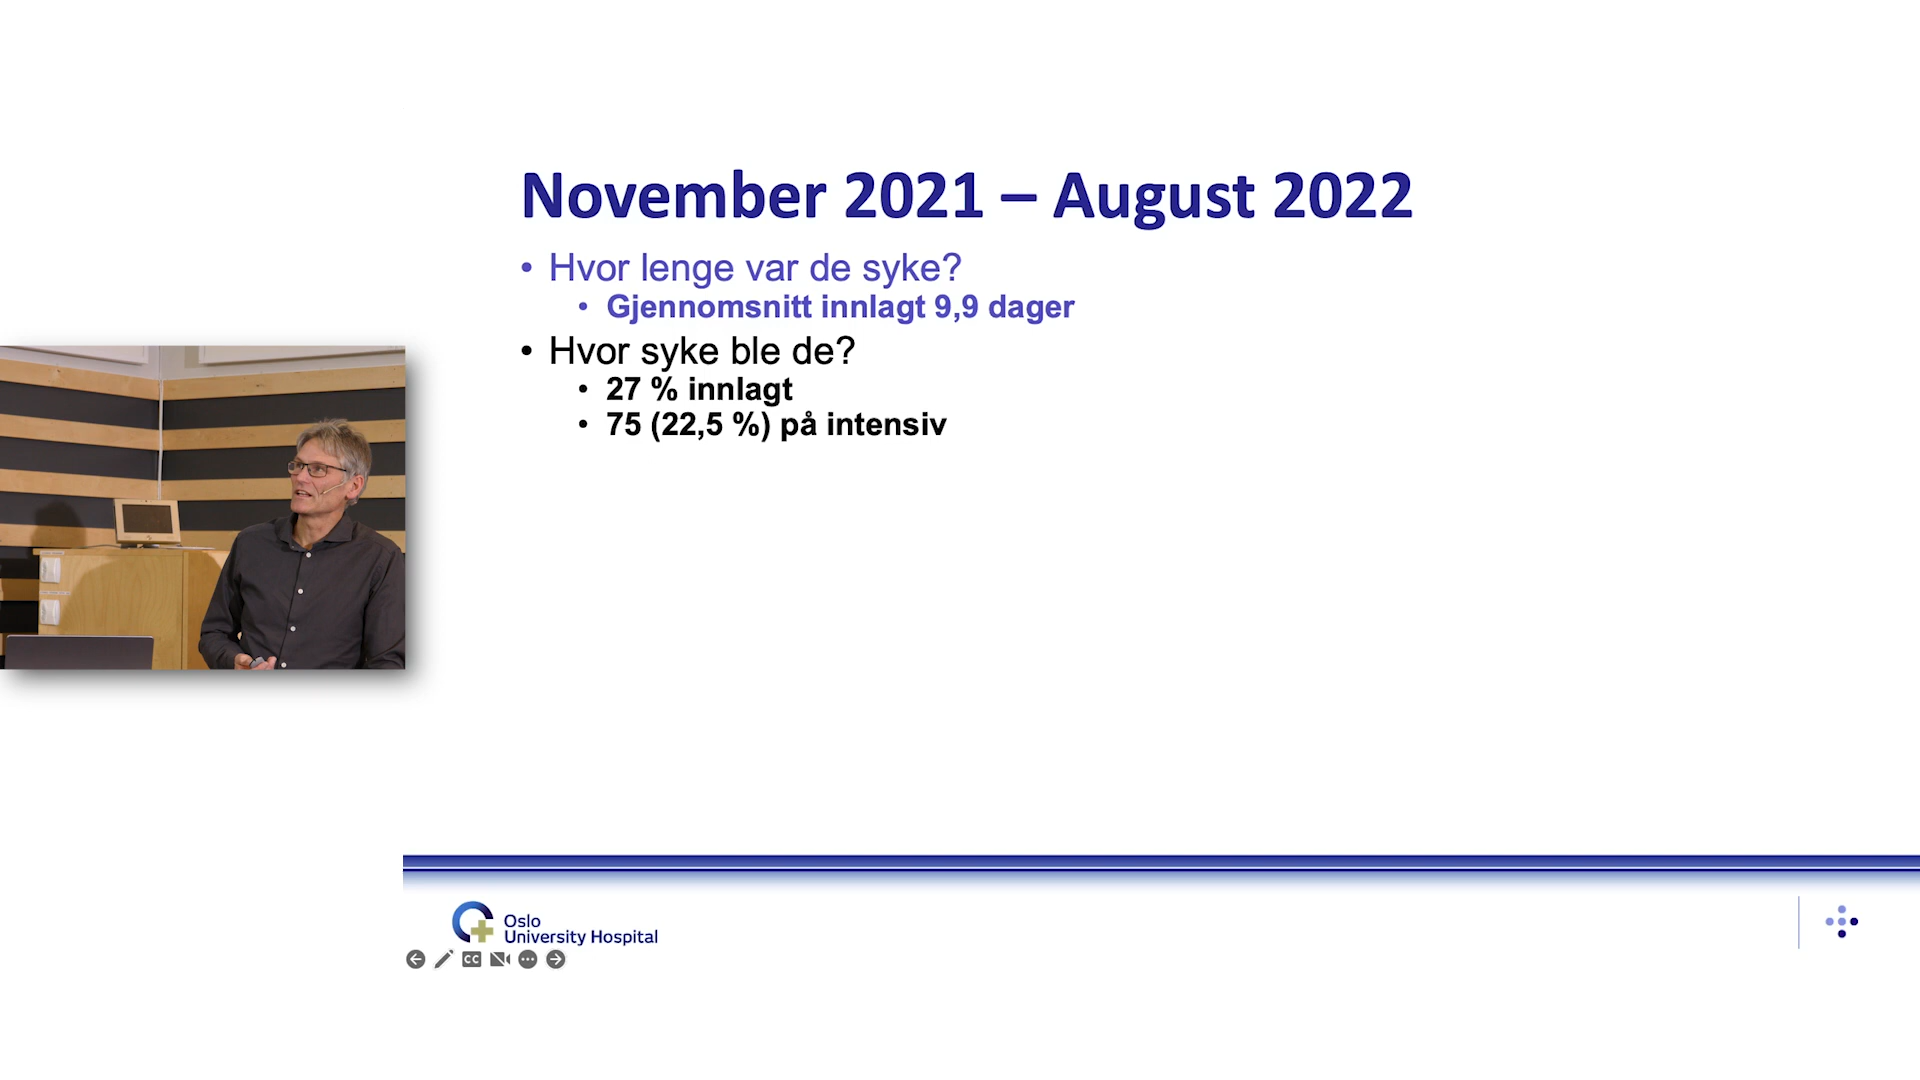 November 2021 – August 2022
• Hvor lenge var de syke?
• Gjennomsnitt innlagt 9,9 dager
• Hvor syke ble de?
• 27 % innlagt
• 75 (22,5 %) på intensiv
Oslo
University Hospital
CC